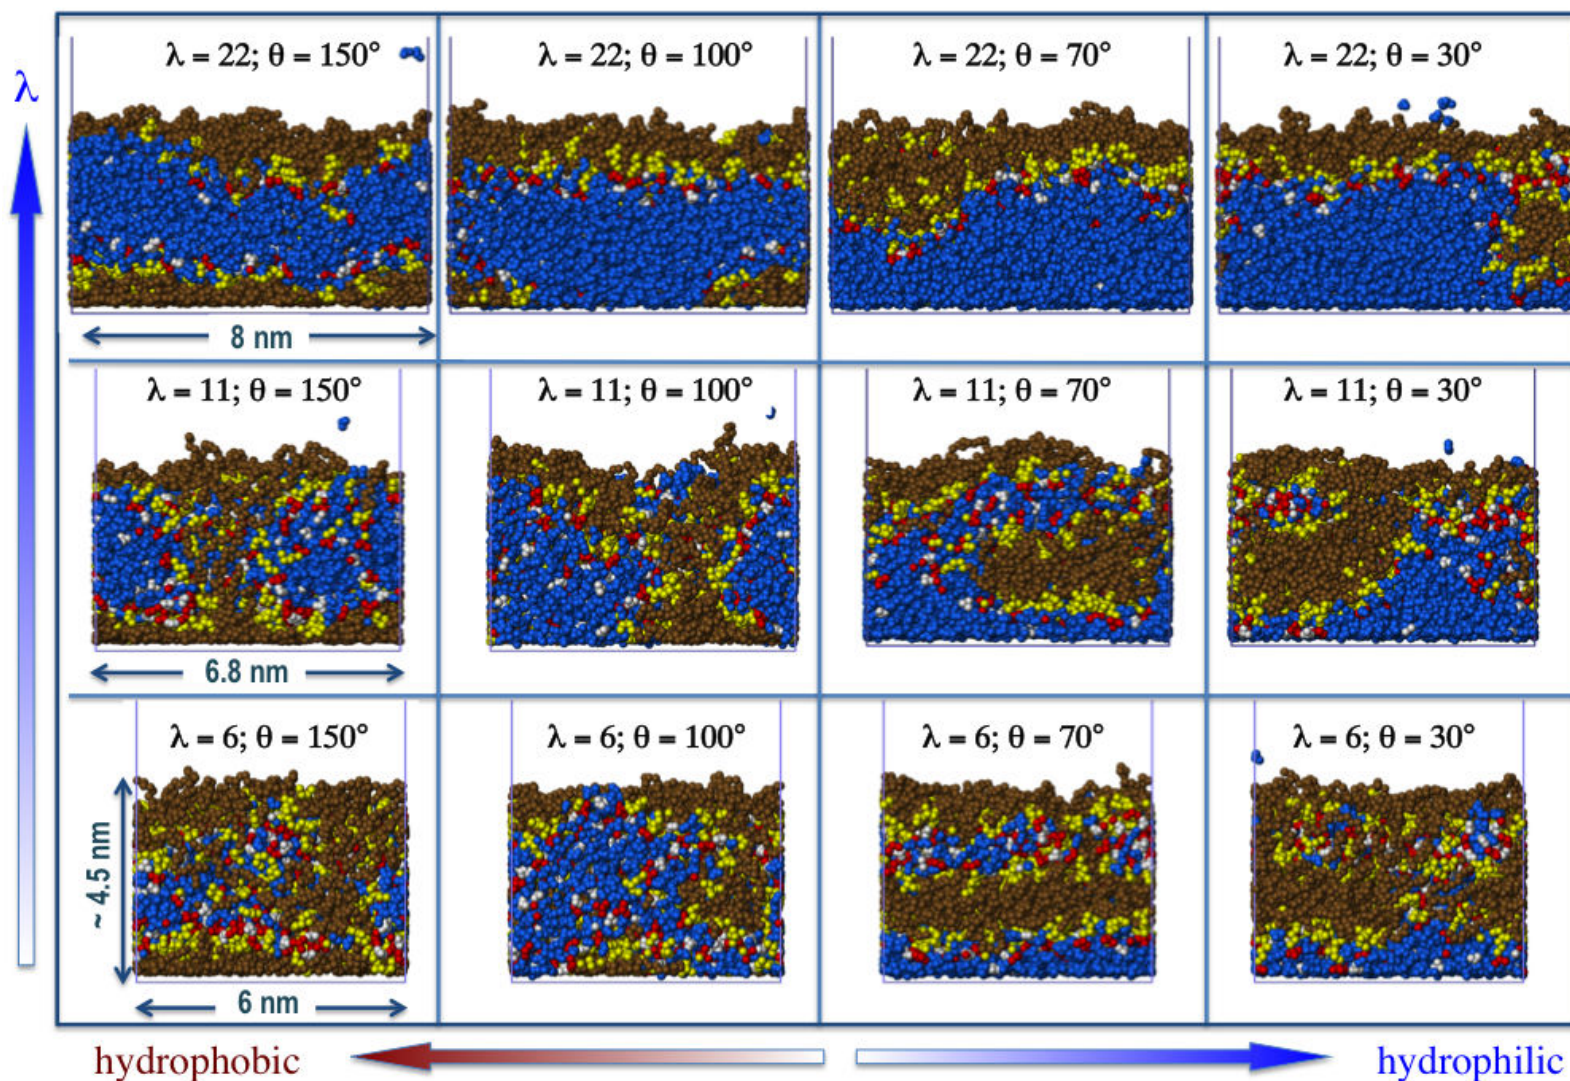 λ = 22; θ = 150°
λ = 22; θ = 100°
λ = 22; θ = 70°
λ = 22; θ = 30°
λ
8 nm
λ = 11; θ = 150°
λ = 11; θ = 100°
λ = 11; θ = 70°
λ = 11; θ = 30°
6.8 nm
λ = 6; θ = 150°
λ = 6; θ = 100°
λ = 6; θ = 70°
λ = 6; θ = 30°
~ 4.5 nm
6 nm
hydrophobic
hydrophilic